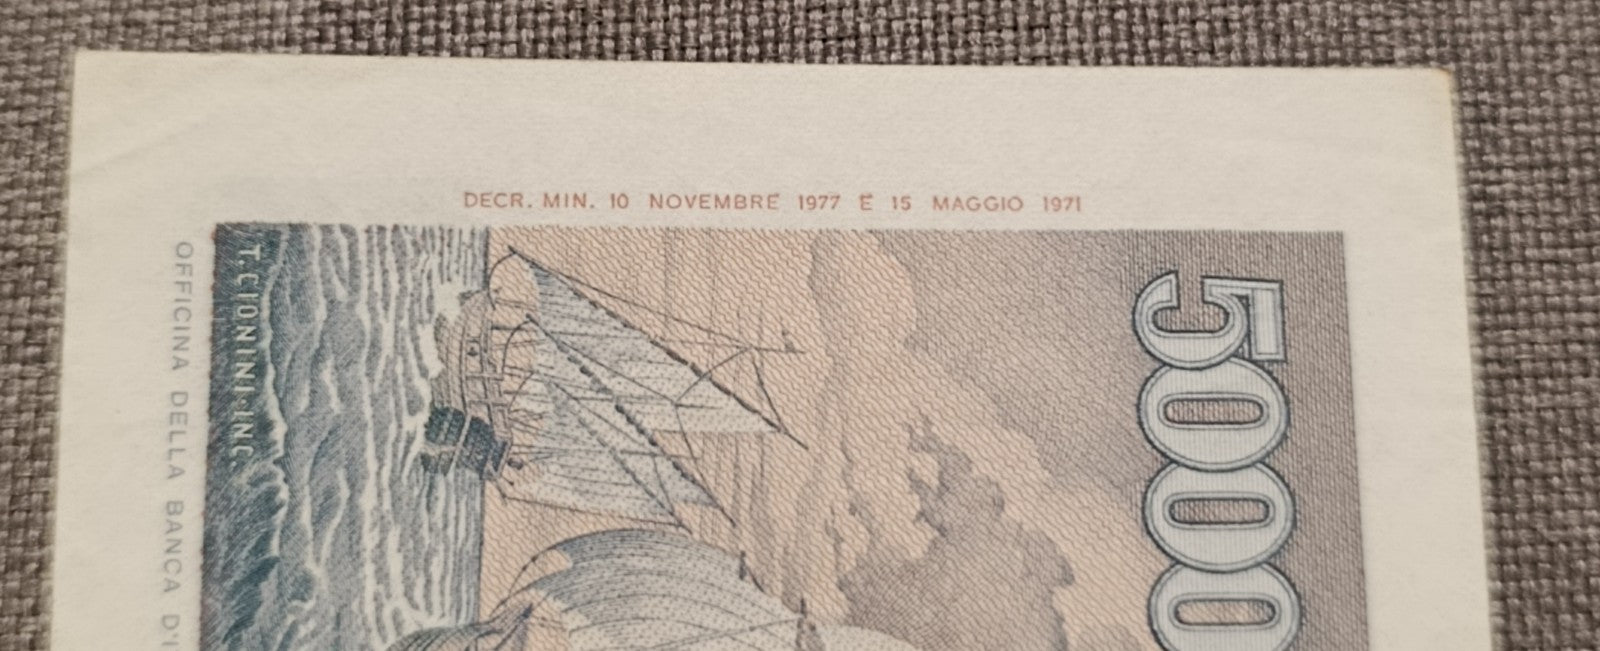 DECR. MIN. 10 NOVEMBRE 1977 E 15 MAGGIO 1971
5000
T. CIONINI·INC.
OFFICINA DELLA BANCA D'I